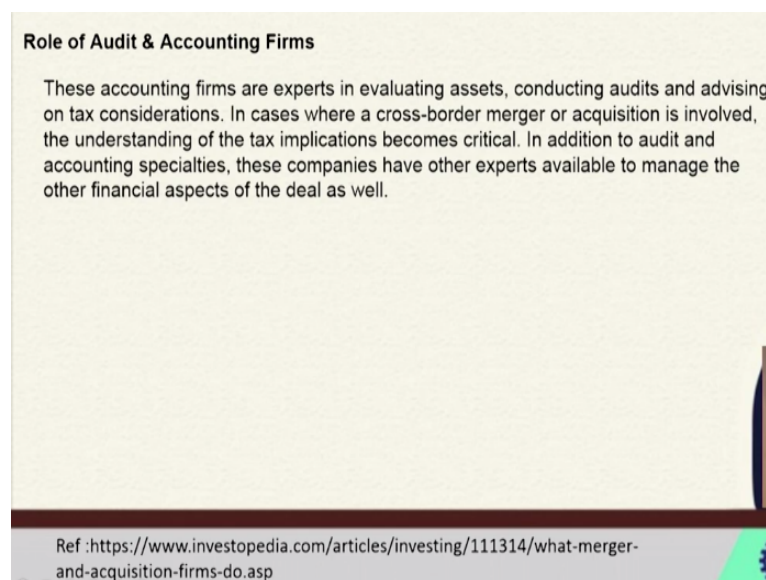 Role of Audit & Accounting Firms
These accounting firms are experts in evaluating assets, conducting audits and advising
on tax considerations. In cases where a cross-border merger or acquisition is involved,
the understanding of the tax implications becomes critical. In addition to audit and
accounting specialties, these companies have other experts available to manage the
other financial aspects of the deal as well.
Ref :https://www.investopedia.com/articles/investing/111314/what-merger-
and-acquisition-firms-do.asp